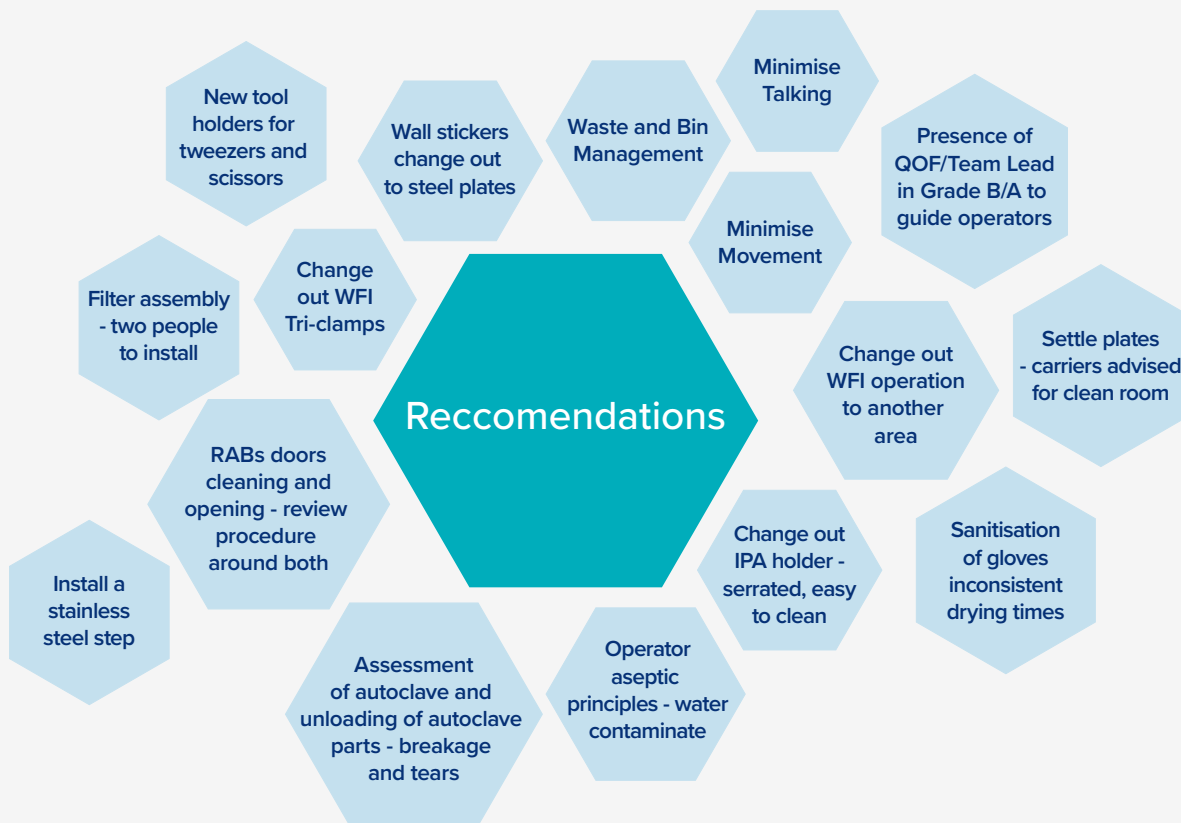 New tool
holders for
tweezers and
scissors
Wall stickers
change out
to steel plates
Waste and Bin
Management
Minimise
Talking
Presence of
QOF/Team Lead
in Grade B/A to
guide operators
Minimise
Movement
Filter assembly
- two people
to install
Change
out WFI
Tri-clamps
Reccomendations
Change out
WFI operation
to another
area
Settle plates
- carriers advised
for clean room
RABs doors
cleaning and
opening - review
procedure
around both
Install a
stainless
steel step
Change out
IPA holder -
serrated, easy
to clean
Sanitisation
of gloves
inconsistent
drying times
Assessment
of autoclave and
unloading of autoclave
parts - breakage
and tears
Operator
aseptic
principles - water
contaminate